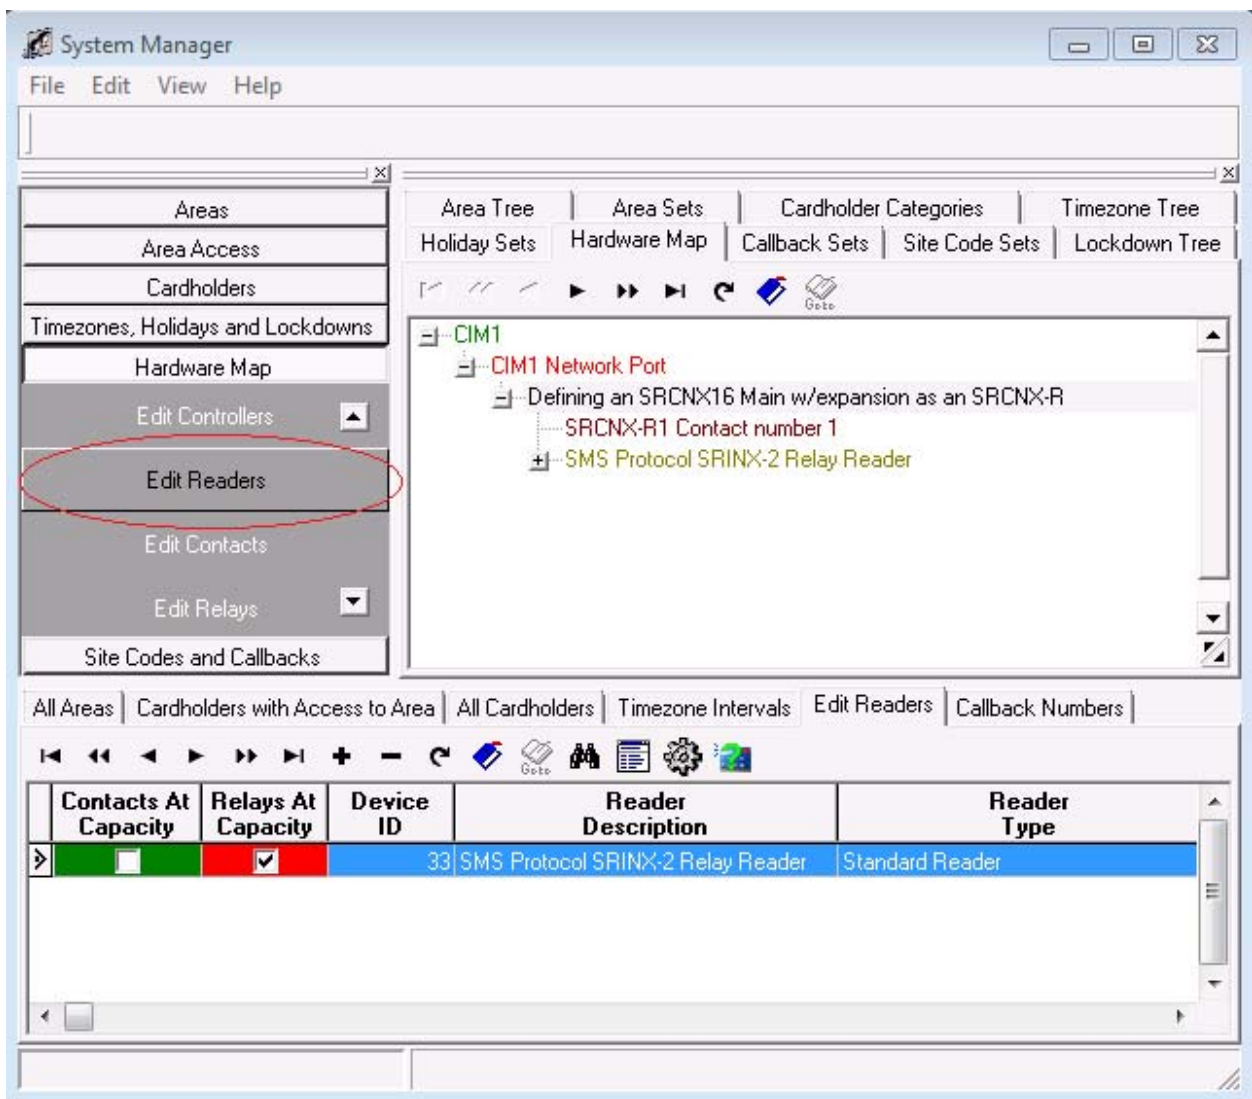 System Manager
File Edit View Help
Areas
Area Access
Cardholders
Timezones, Holidays and Lockdowns
Hardware Map
Edit Controllers
Edit Readers
Edit Contacts
Edit Relays
Site Codes and Callbacks
Area Tree Area Sets Cardholder Categories Timezone Tree
Holiday Sets Hardware Map Callback Sets Site Code Sets Lockdown Tree
Goto
CIM1
CIM1 Network Port
Defining an SRCNX16 Main w/expansion as an SRCNX-R
SRCNX-R1 Contact number 1
SMS Protocol SRINX-2 Relay Reader
All Areas Cardholders with Access to Area All Cardholders Timezone Intervals Edit Readers Callback Numbers
Goto
Contacts At Relays At Device Reader Reader
Capacity Capacity ID Description Type
33 SMS Protocol SRINX-2 Relay Reader Standard Reader